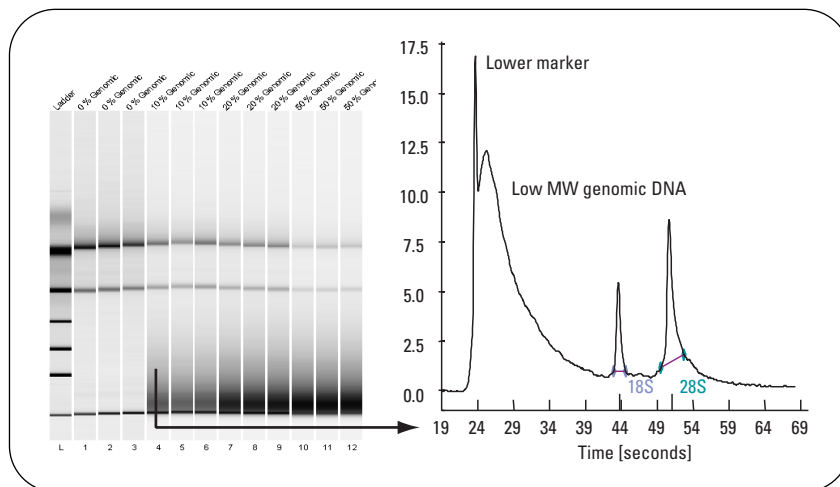 Ladder
0 % Genomic
0 % Genomic
0 % Genomic
10 % Genomic
10 % Genomic
10 % Genomic
20 % Genomic
20 % Genomic
20 % Genomic
50 % Genomic
50 % Genomic
50 % Geno
L 1 2 3 4 5 6 7 8 9 10 11 12
17.5
15.0
12.5
10.0
7.5
5.0
2.5
0.0
Lower marker
Low MW genomic DNA
18S 28S
19 24 29 34 39 44 49 54 59 64 69
Time [seconds]